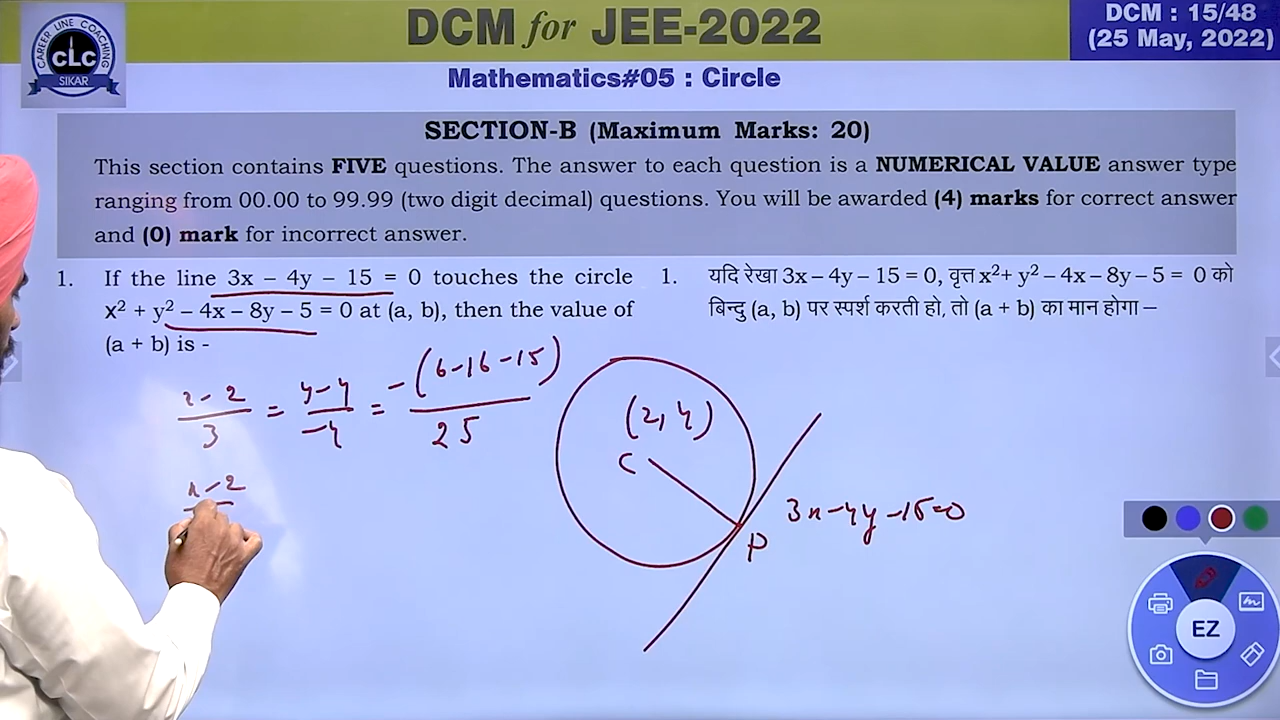 CAREER LINE COACHING
CLC
SIKAR
DCM for JEE-2022
DCM : 15/48
(25 May, 2022)
Mathematics#05 : Circle
SECTION-B (Maximum Marks: 20)
This section contains FIVE questions. The answer to each question is a NUMERICAL VALUE answer type
ranging from 00.00 to 99.99 (two digit decimal) questions. You will be awarded (4) marks for correct answer
and (0) mark for incorrect answer.
1. If the line 3x – 4y – 15 = 0 touches the circle
x² + y² – 4x – 8y – 5 = 0 at (a, b), then the value of
(a + b) is -
1. यदि रेखा 3x – 4y – 15 = 0, वृत्त x²+ y² – 4x – 8y – 5 = 0 को
बिन्दु (a, b) पर स्पर्श करती हो, तो (a + b) का मान होगा –
x-2/3 = y-4/-4 = -(6-16-15)/25
x-2
(2, 4)
C
P
3x-4y-15=0
EZ